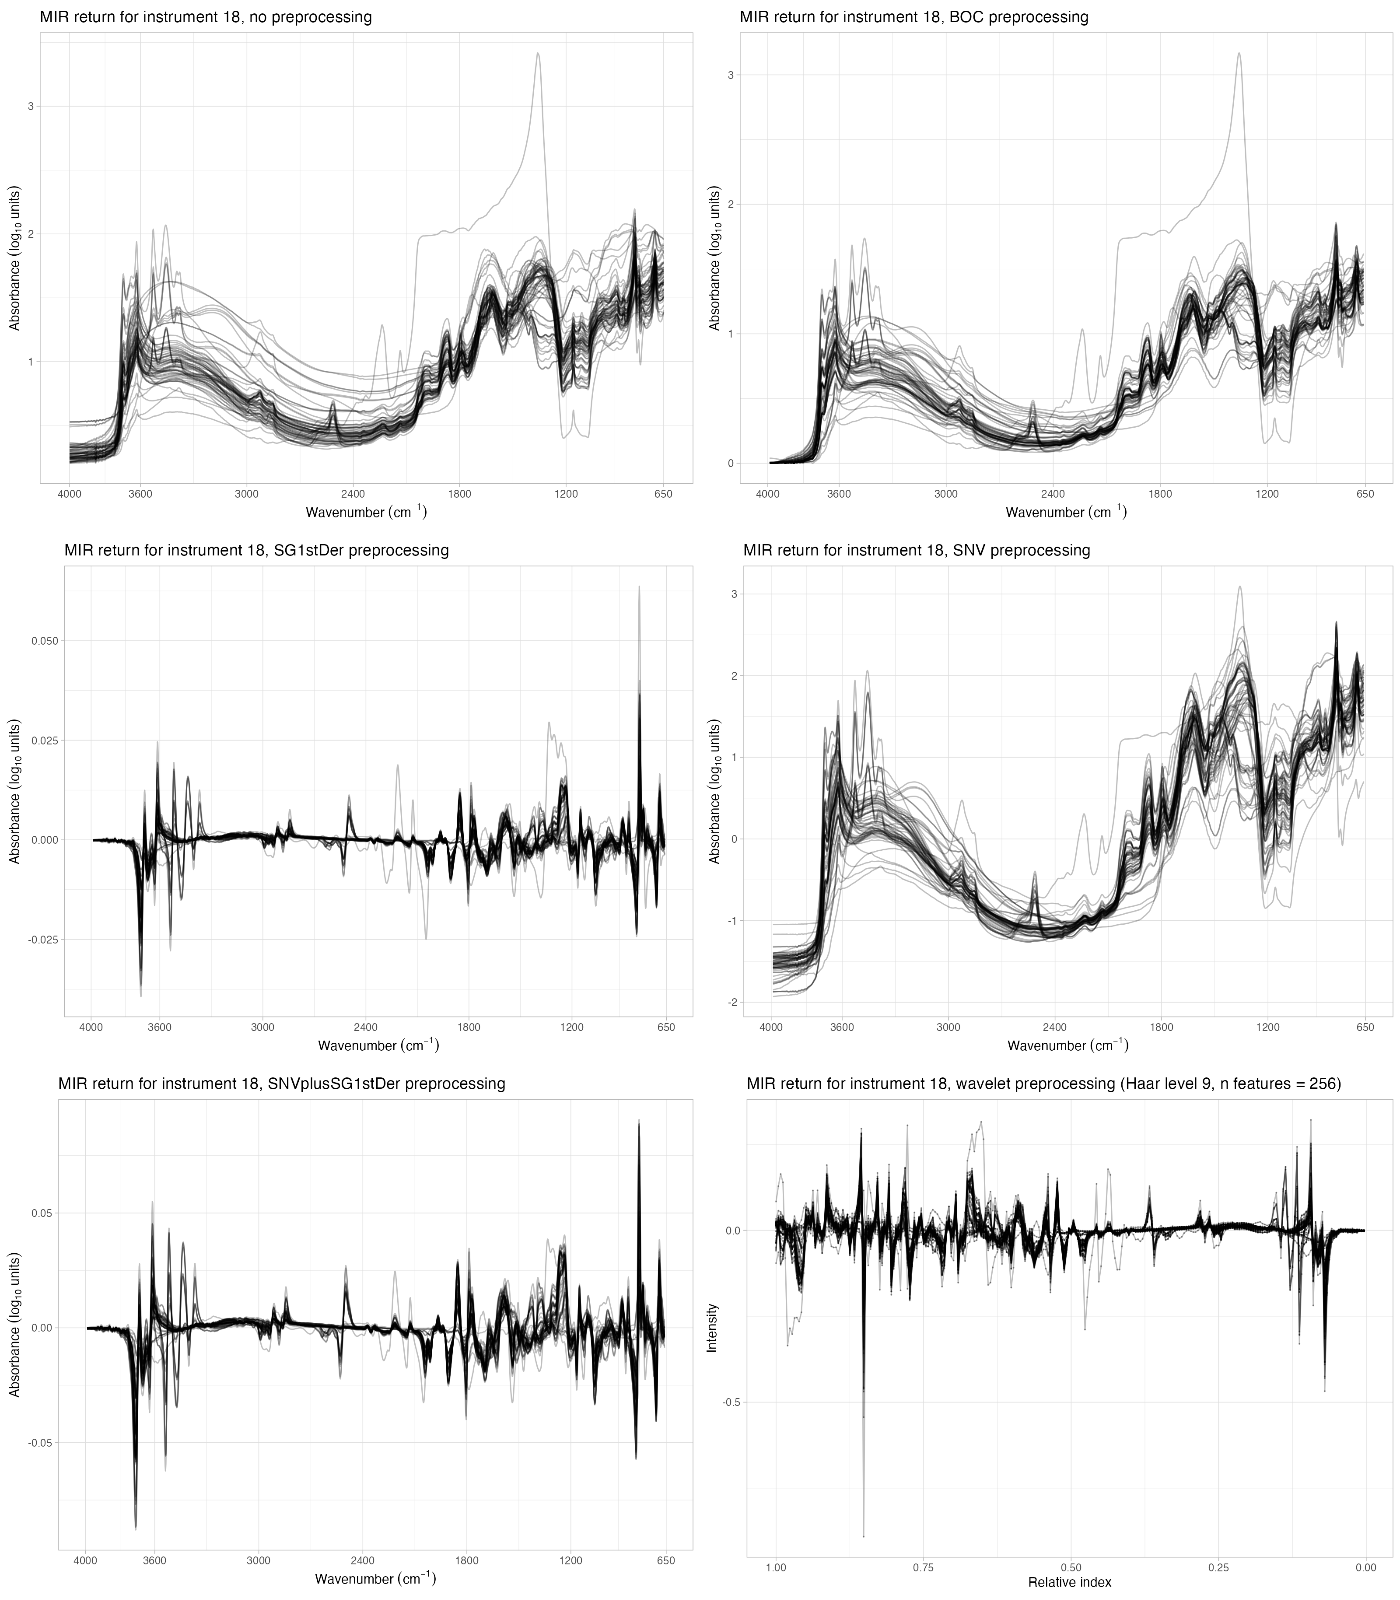 MIR return for instrument 18, no preprocessing
Absorbance (log10 units)
3
2
1
4000 3600 3000 2400 1800 1200 650
Wavenumber (cm 1)
MIR return for instrument 18, BOC preprocessing
Absorbance (log10 units)
3
2
1
0
4000 3600 3000 2400 1800 1200 650
Wavenumber (cm 1)
MIR return for instrument 18, SG1stDer preprocessing
Absorbance (log10 units)
0.050
0.025
0.000
-0.025
4000 3600 3000 2400 1800 1200 650
Wavenumber (cm−1)
MIR return for instrument 18, SNV preprocessing
Absorbance (log10 units)
3
2
1
0
-1
-2
4000 3600 3000 2400 1800 1200 650
Wavenumber (cm−1)
MIR return for instrument 18, SNVplusSG1stDer preprocessing
Absorbance (log10 units)
0.05
0.00
-0.05
4000 3600 3000 2400 1800 1200 650
Wavenumber (cm−1)
MIR return for instrument 18, wavelet preprocessing (Haar level 9, n features = 256)
Intensity
0.0
-0.5
1.00 0.75 0.50 0.25 0.00
Relative index